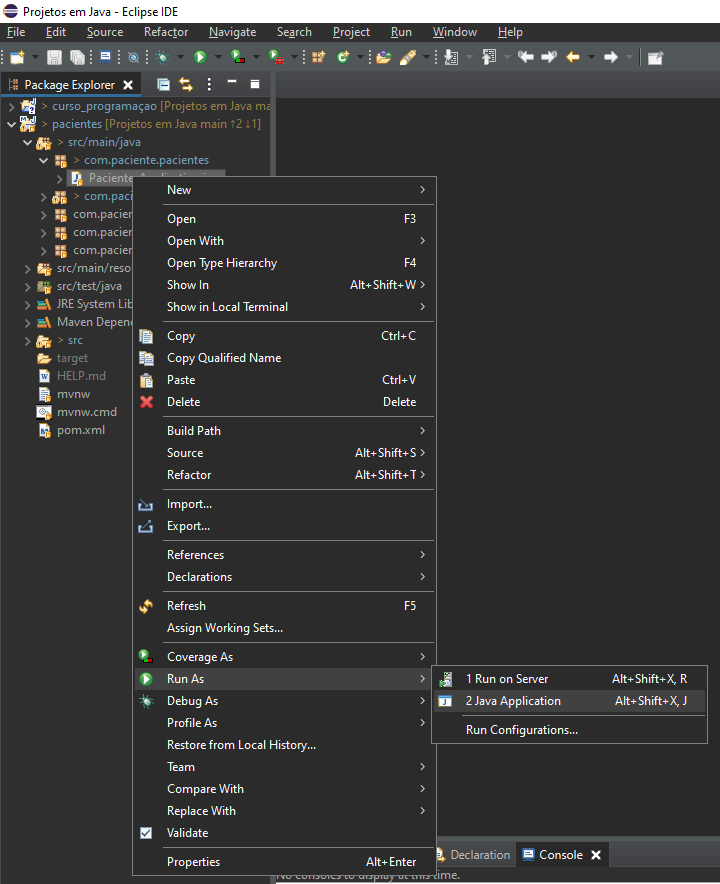 Projetos em Java - Eclipse IDE
File Edit Source Refactor Navigate Search Project Run Window Help
Package Explorer
> curso_programaçao [Projetos em Java ma
> pacientes [Projetos em Java main ↑2 ↓1]
> src/main/java
> com.paciente.pacientes
> com.paci
com.pacier
com.pacier
com.pacier
src/main/reso
src/test/java
JRE System Lib
Maven Depend
> src
target
HELP.md
mvnw
mvnw.cmd
pom.xml
New
Open F3
Open With
Open Type Hierarchy F4
Show In Alt+Shift+W
Show in Local Terminal
Copy Ctrl+C
Copy Qualified Name
Paste Ctrl+V
Delete Delete
Build Path
Source Alt+Shift+S
Refactor Alt+Shift+T
Import...
Export...
References
Declarations
Refresh F5
Assign Working Sets...
Coverage As
Run As
Debug As
Profile As
Restore from Local History...
Team
Compare With
Replace With
Validate
Properties Alt+Enter
1 Run on Server Alt+Shift+X, R
2 Java Application Alt+Shift+X, J
Run Configurations...
Declaration Console
No consoles to display at this time.